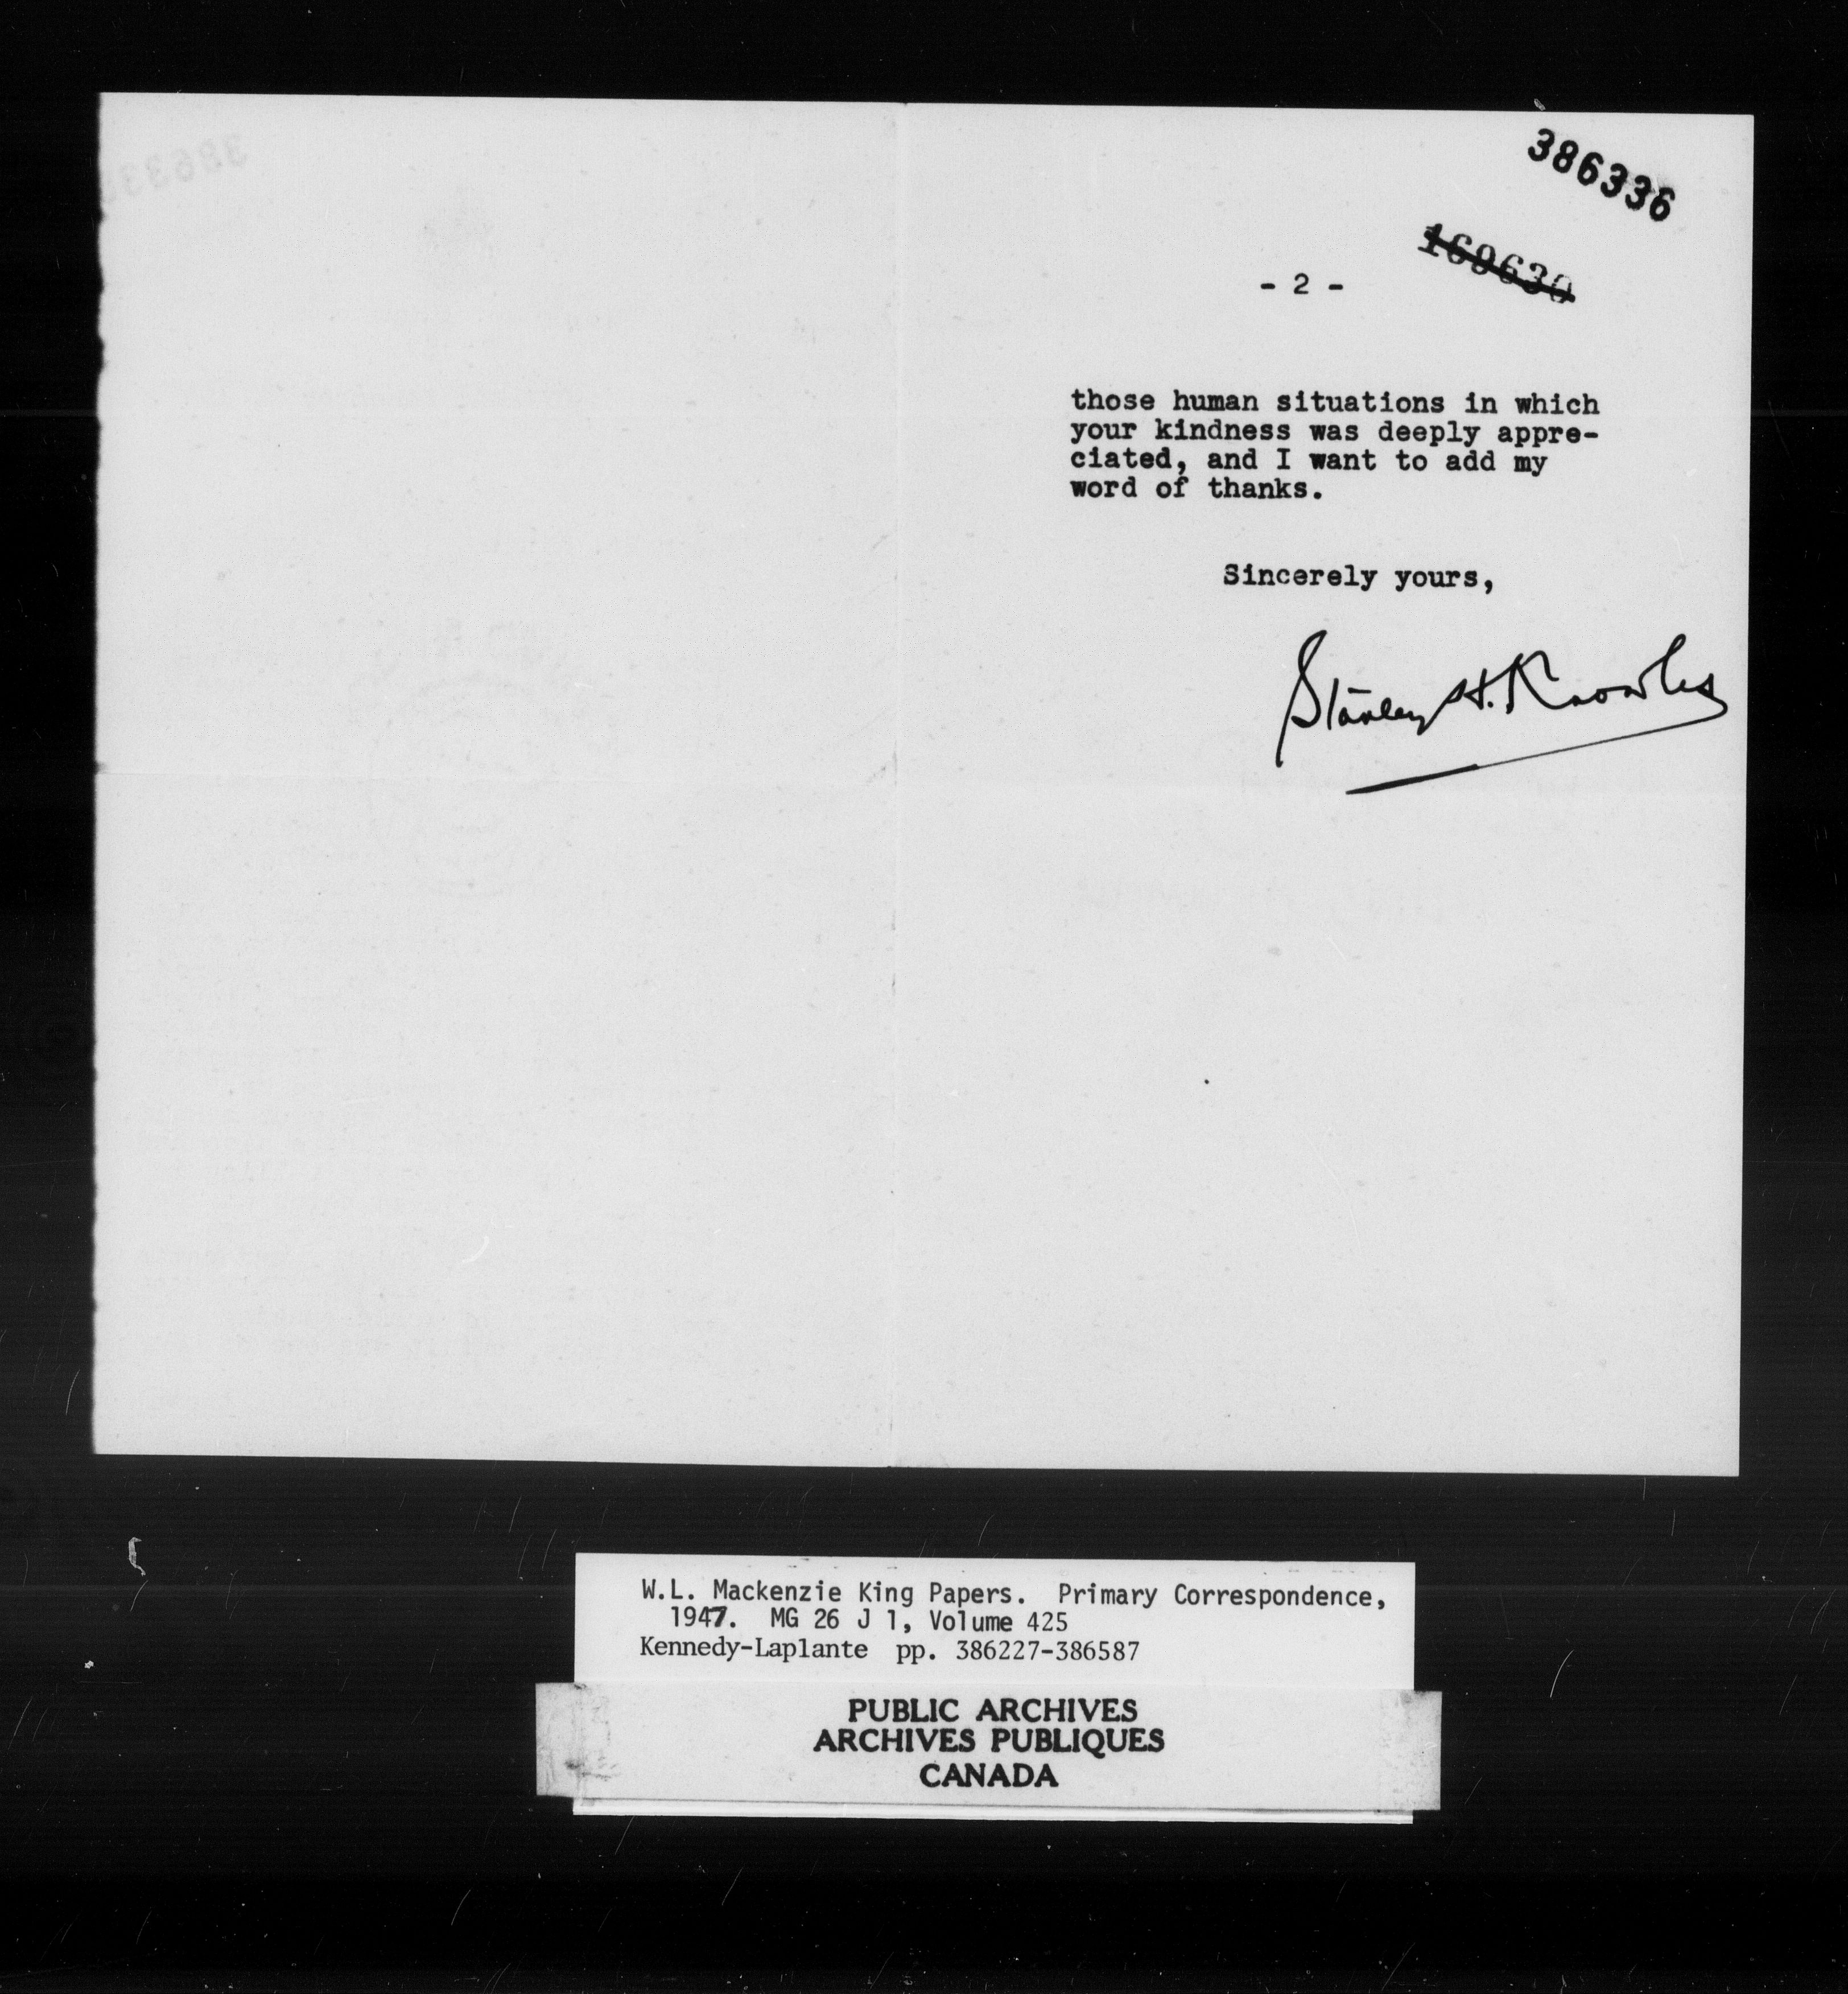 386336
169630
- 2 -
those human situations in which
your kindness was deeply appre-
ciated, and I want to add my
word of thanks.
Sincerely yours,
Stanley H. Knowles
W.L. Mackenzie King Papers. Primary Correspondence,
1947. MG 26 J 1, Volume 425
Kennedy-Laplante pp. 386227-386587
PUBLIC ARCHIVES
ARCHIVES PUBLIQUES
CANADA